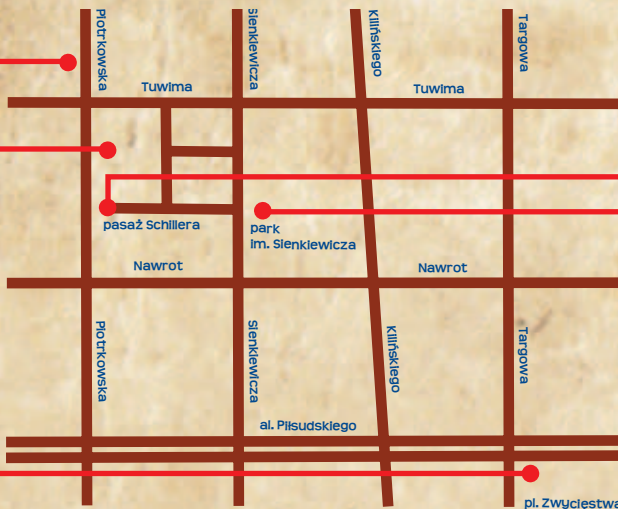 Piotrkowska
Sienkiewicza
Kilińskiego
Targowa
Tuwima
Tuwima
pasaż Schillera
park
im. Sienkiewicza
Nawrot
Nawrot
Piotrkowska
Sienkiewicza
Kilińskiego
Targowa
al. Piłsudskiego
pl. Zwycięstwa